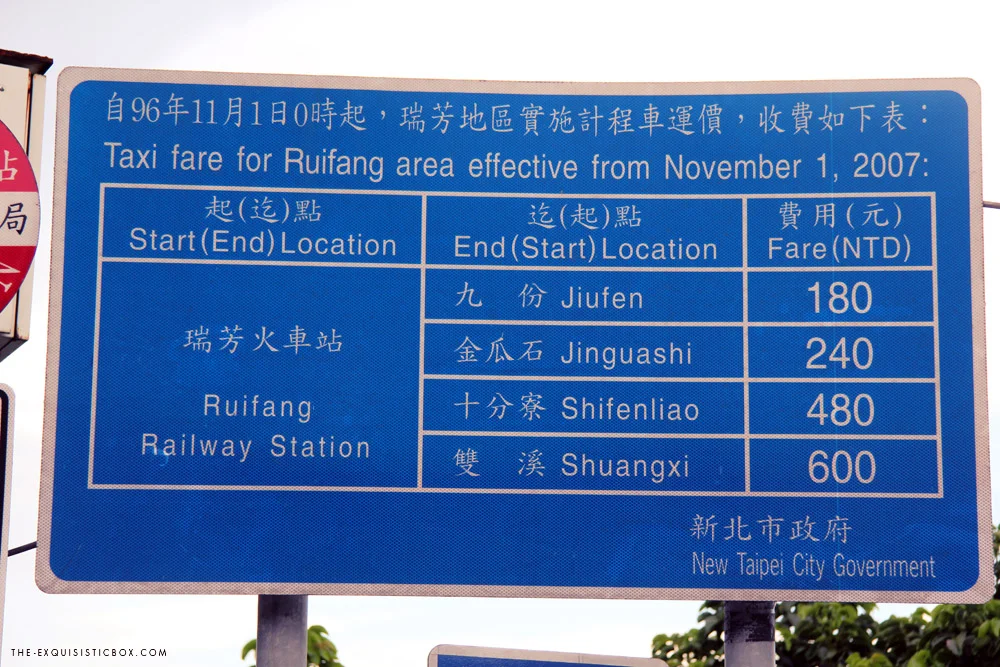 自96年11月1日0時起，瑞芳地區實施計程車運價，收費如下表：
Taxi fare for Ruifang area effective from November 1, 2007:
起(迄)點 迄(起)點 費用(元)
Start(End)Location End(Start)Location Fare(NTD)
瑞芳火車站
Ruifang
Railway Station
九 份 Jiufen 180
金瓜石 Jinguashi 240
十分寮 Shifenliao 480
雙 溪 Shuangxi 600
新北市政府
New Taipei City Government
站
局
THE-EXQUISISTICBOX.COM